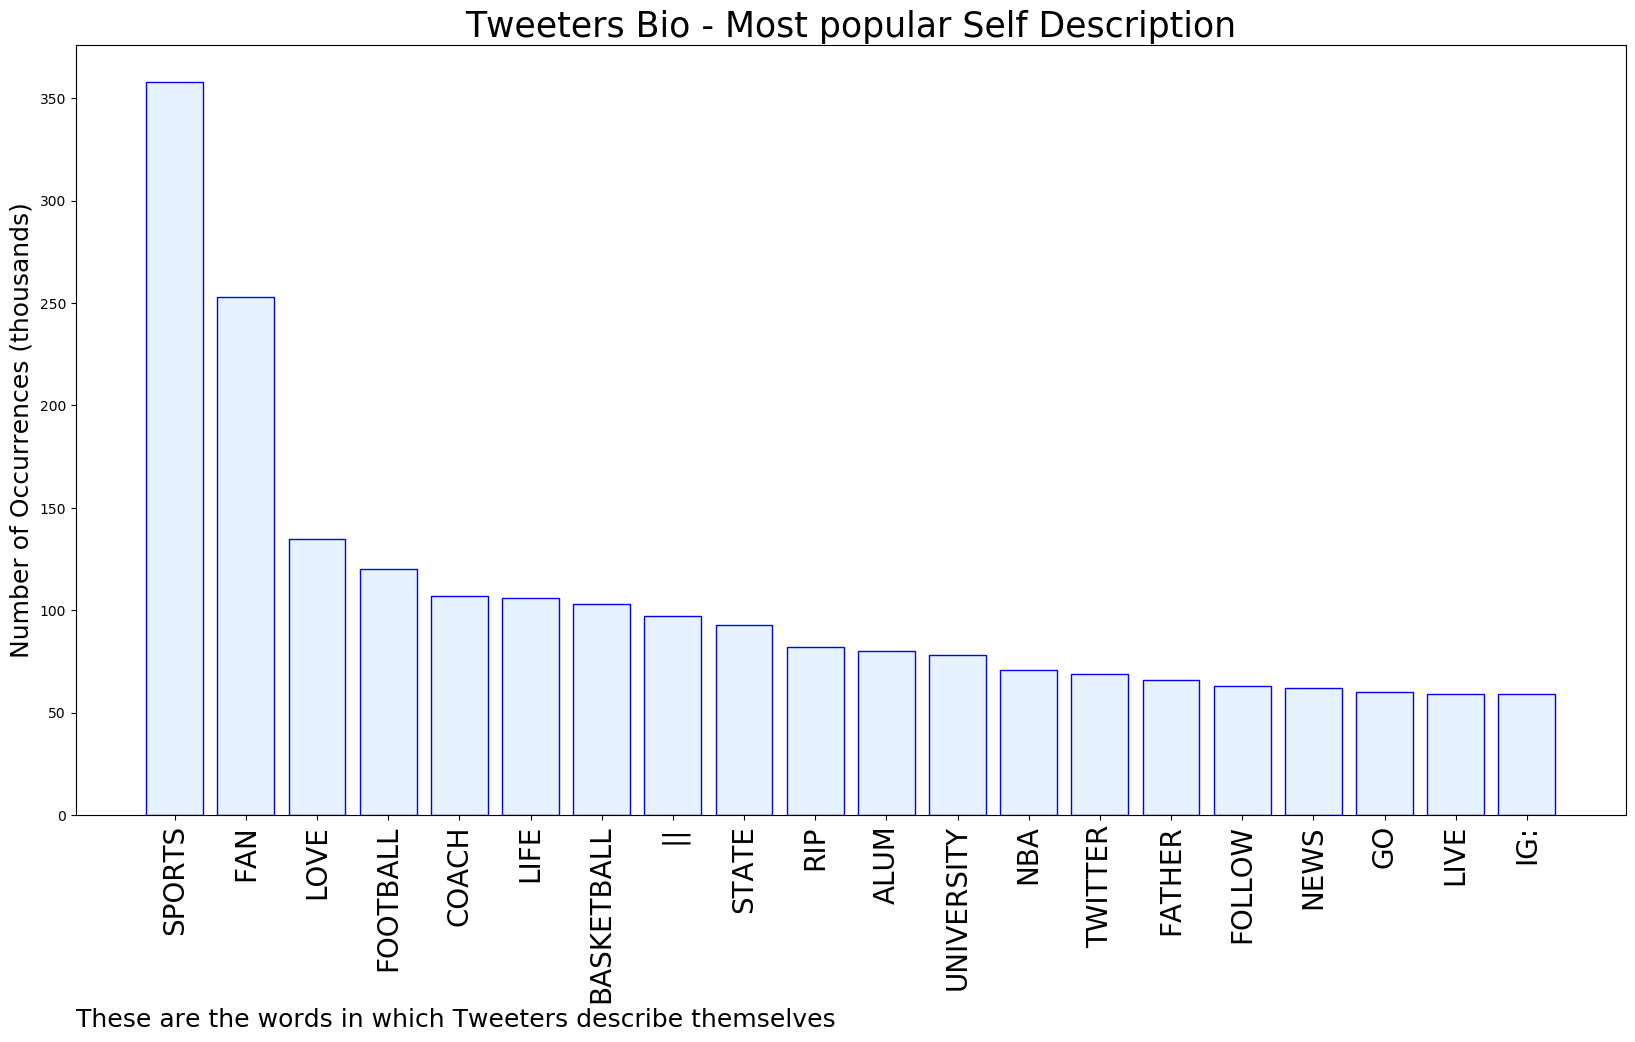 Tweeters Bio - Most popular Self Description
Number of Occurrences (thousands)
350
300
250
200
150
100
50
0
SPORTS
FAN
LOVE
FOOTBALL
COACH
LIFE
BASKETBALL
||
STATE
RIP
ALUM
UNIVERSITY
NBA
TWITTER
FATHER
FOLLOW
NEWS
GO
LIVE
IG:
These are the words in which Tweeters describe themselves